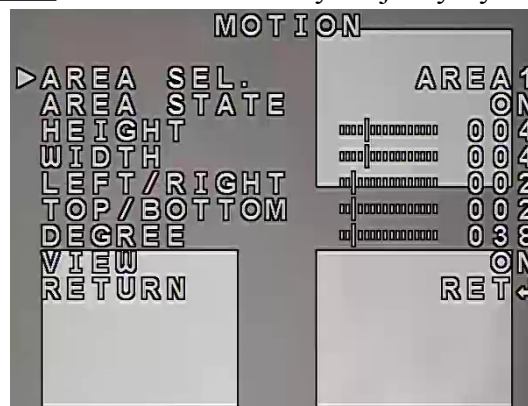 MOTION
▷AREA SEL. AREA1
AREA STATE ON
HEIGHT 004
WIDTH 004
LEFT/RIGHT 002
TOP/BOTTOM 002
DEGREE 038
VIEW ON
RETURN RET↵